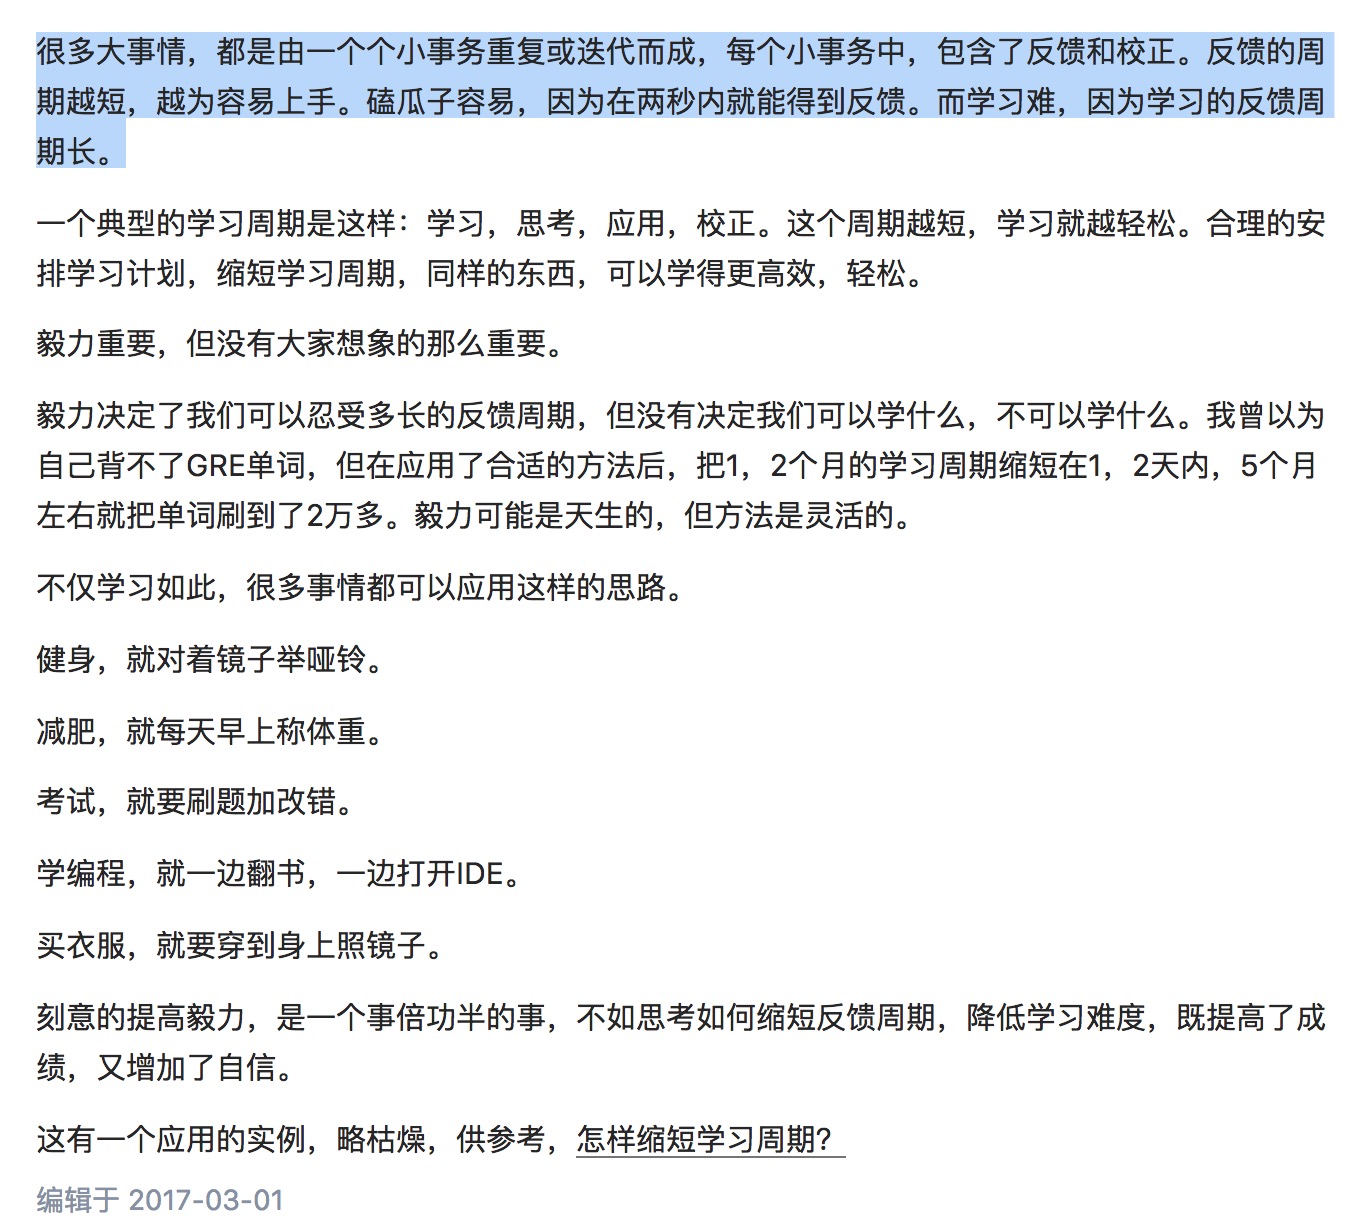 很多大事情，都是由一个个小事务重复或迭代而成，每个小事务中，包含了反馈和校正。反馈的周
期越短，越为容易上手。磕瓜子容易，因为在两秒内就能得到反馈。而学习难，因为学习的反馈周
期长。
一个典型的学习周期是这样：学习，思考，应用，校正。这个周期越短，学习就越轻松。合理的安
排学习计划，缩短学习周期，同样的东西，可以学得更高效，轻松。
毅力重要，但没有大家想象的那么重要。
毅力决定了我们可以忍受多长的反馈周期，但没有决定我们可以学什么，不可以学什么。我曾以为
自己背不了GRE单词，但在应用了合适的方法后，把1，2个月的学习周期缩短在1，2天内，5个月
左右就把单词刷到了2万多。毅力可能是天生的，但方法是灵活的。
不仅学习如此，很多事情都可以应用这样的思路。
健身，就对着镜子举哑铃。
减肥，就每天早上称体重。
考试，就要刷题加改错。
学编程，就一边翻书，一边打开IDE。
买衣服，就要穿到身上照镜子。
刻意的提高毅力，是一个事倍功半的事，不如思考如何缩短反馈周期，降低学习难度，既提高了成
绩，又增加了自信。
这有一个应用的实例，略枯燥，供参考，怎样缩短学习周期？
编辑于 2017-03-01